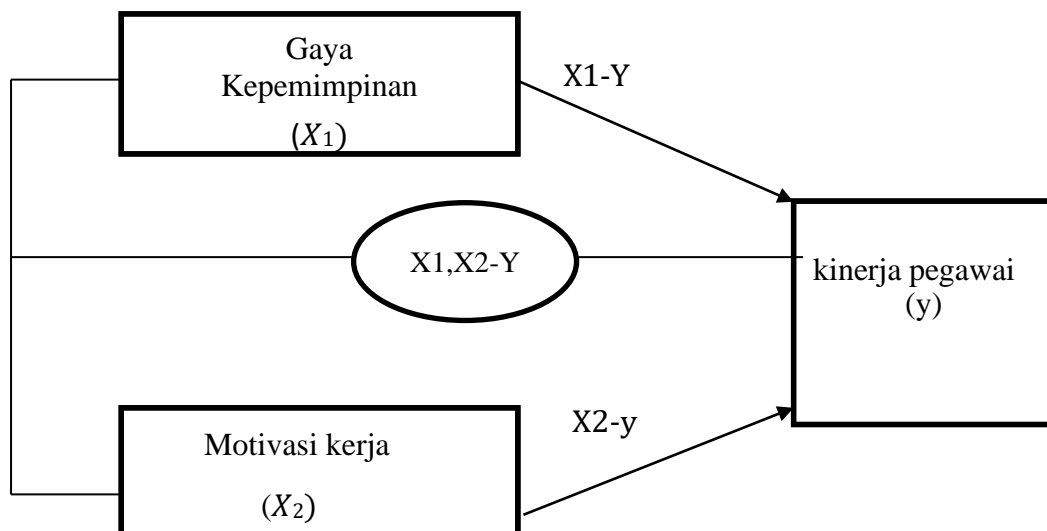 Gaya
Kepemimpinan
(X1)
X1-Y
X1,X2-Y
kinerja pegawai
(y)
X2-y
Motivasi kerja
(X2)